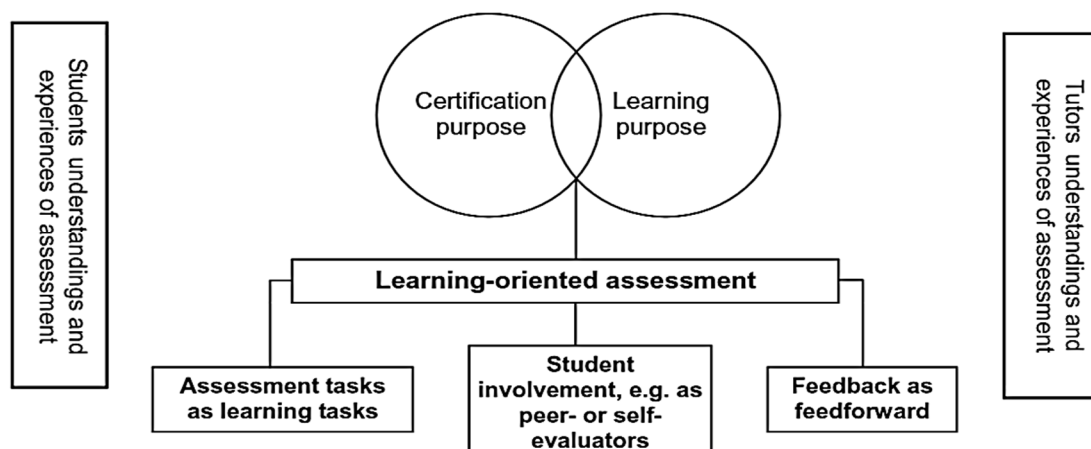 Students understandings and
experiences of assessment
Certification
purpose
Learning
purpose
Tutors understandings and
experiences of assessment
Learning-oriented assessment
Assessment tasks
as learning tasks
Student
involvement, e.g. as
peer- or self-
evaluators
Feedback as
feedforward